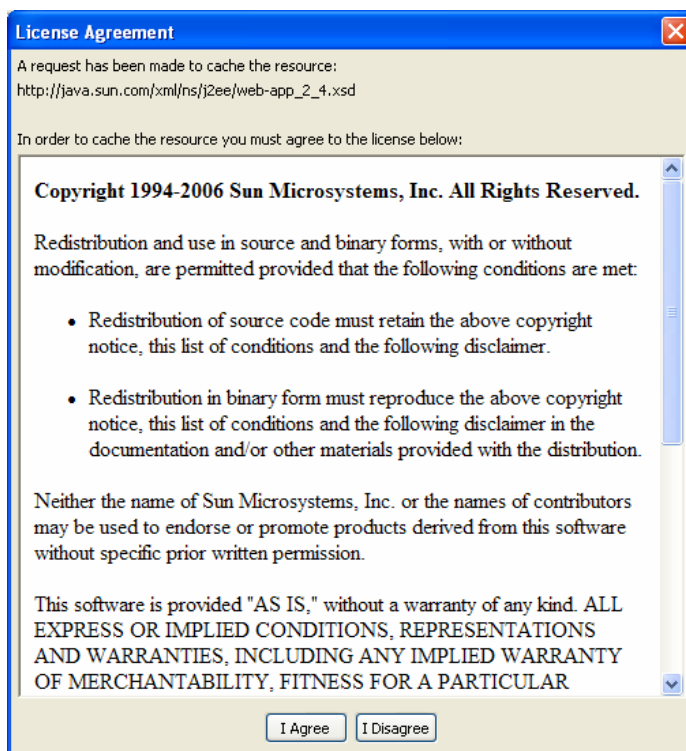 License Agreement
A request has been made to cache the resource:
http://java.sun.com/xml/ns/j2ee/web-app_2_4.xsd
In order to cache the resource you must agree to the license below:
Copyright 1994-2006 Sun Microsystems, Inc. All Rights Reserved.
Redistribution and use in source and binary forms, with or without
modification, are permitted provided that the following conditions are met:
• Redistribution of source code must retain the above copyright
notice, this list of conditions and the following disclaimer.
• Redistribution in binary form must reproduce the above copyright
notice, this list of conditions and the following disclaimer in the
documentation and/or other materials provided with the distribution.
Neither the name of Sun Microsystems, Inc. or the names of contributors
may be used to endorse or promote products derived from this software
without specific prior written permission.
This software is provided "AS IS," without a warranty of any kind. ALL
EXPRESS OR IMPLIED CONDITIONS, REPRESENTATIONS
AND WARRANTIES, INCLUDING ANY IMPLIED WARRANTY
OF MERCHANTABILITY, FITNESS FOR A PARTICULAR
I Agree I Disagree